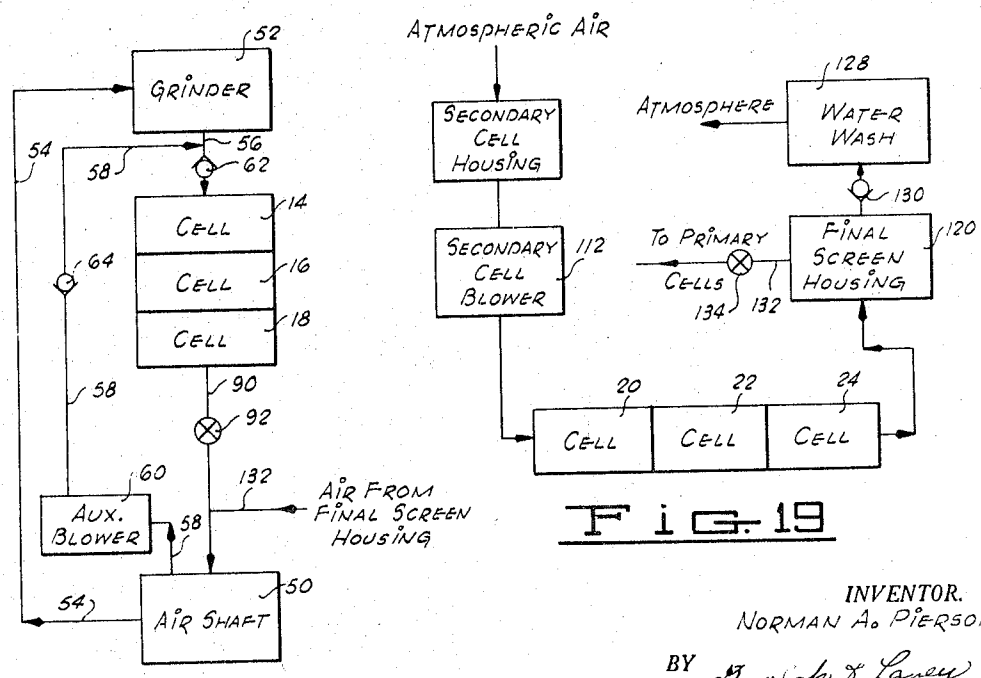 52
GRINDER
54
58
56
62
14
CELL
64
16
CELL
18
CELL
58
90
92
60
AUX.
BLOWER
58
132
AIR FROM
FINAL SCREEN
HOUSING
54
50
AIR SHAFT
ATMOSPHERIC AIR
SECONDARY
CELL
HOUSING
SECONDARY
CELL
BLOWER
112
128
ATMOSPHERE
WATER
WASH
130
TO PRIMARY
CELLS
134
132
FINAL
SCREEN
HOUSING
120
20
CELL
22
CELL
24
CELL
FIG. 19
INVENTOR.
NORMAN A. PIERSO
BY